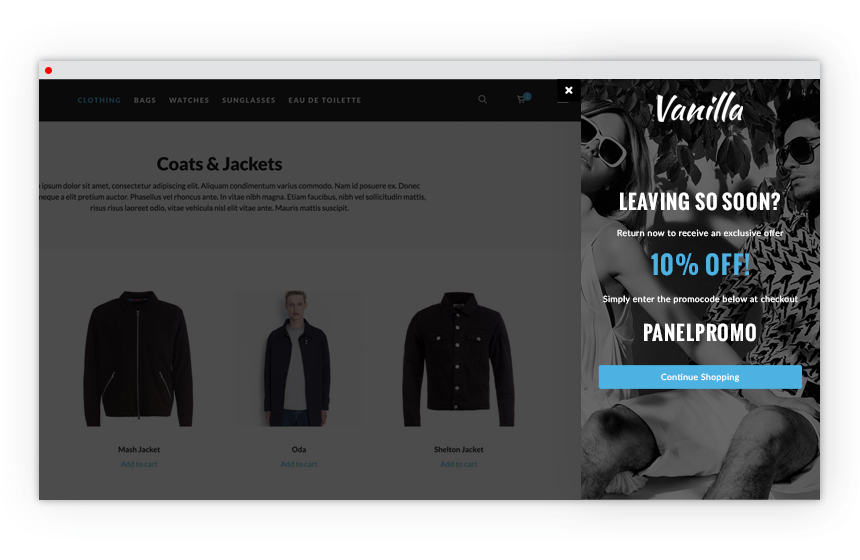 CLOTHING BAGS WATCHES SUNGLASSES EAU DE TOILETTE
Coats & Jackets
ipsum dolor sit amet, consectetur adipiscing elit. Aliquam condimentum varius commodo. Nam id posuere ex. Donec
neque a elit pretium auctor. Phasellus vel rhoncus ante. In vitae nibh magna. Etiam faucibus, nibh vel sollicitudin mattis,
risus risus laoreet odio, vitae vehicula nisl elit vitae ante. Mauris mattis suscipit.
Mash Jacket
Add to cart
Oda
Add to cart
Shelton Jacket
Add to cart
Vanilla
LEAVING SO SOON?
Return now to receive an exclusive offer
10% OFF!
Simply enter the promocode below at checkout
PANELPROMO
Continue Shopping